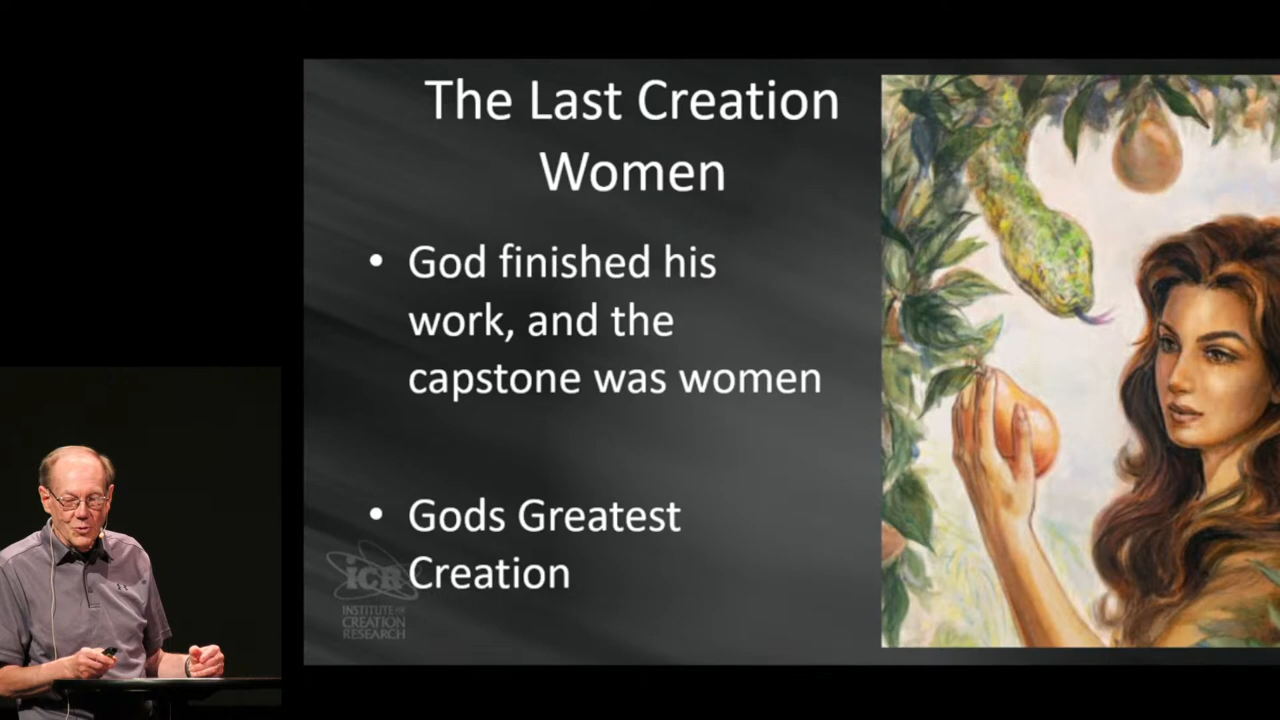 The Last Creation
Women
• God finished his
work, and the
capstone was women
• Gods Greatest
Creation
icr
INSTITUTE OF
CREATION
RESEARCH